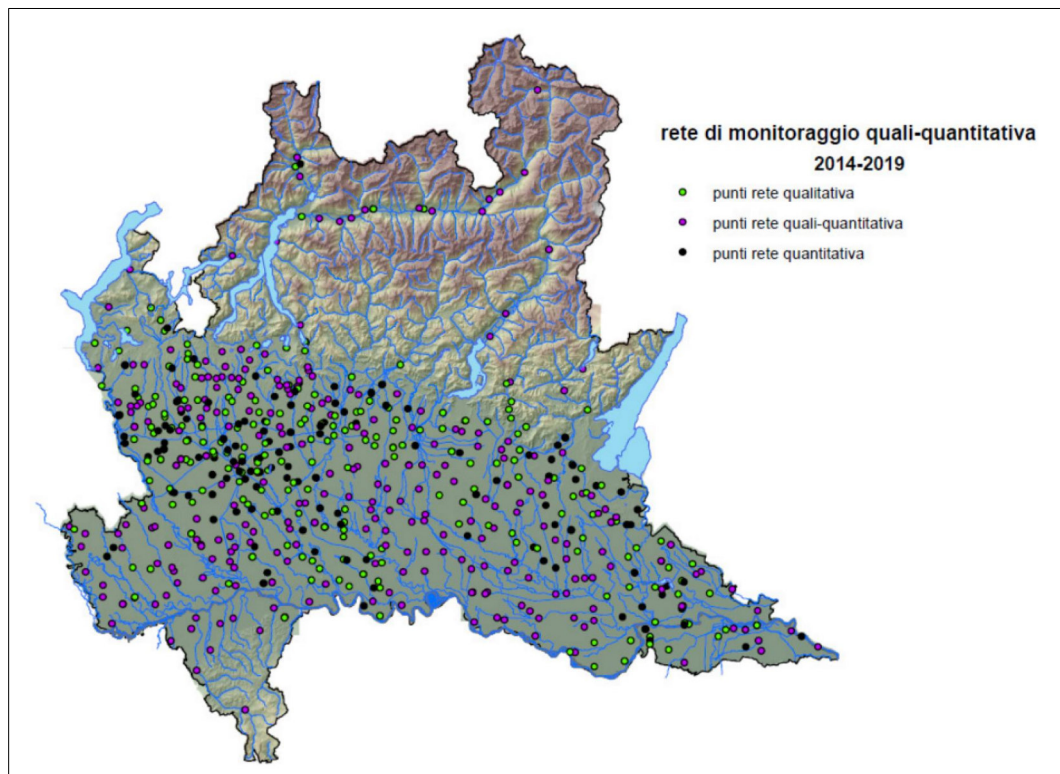 rete di monitoraggio quali-quantitativa
2014-2019
punti rete qualitativa
punti rete quali-quantitativa
punti rete quantitativa